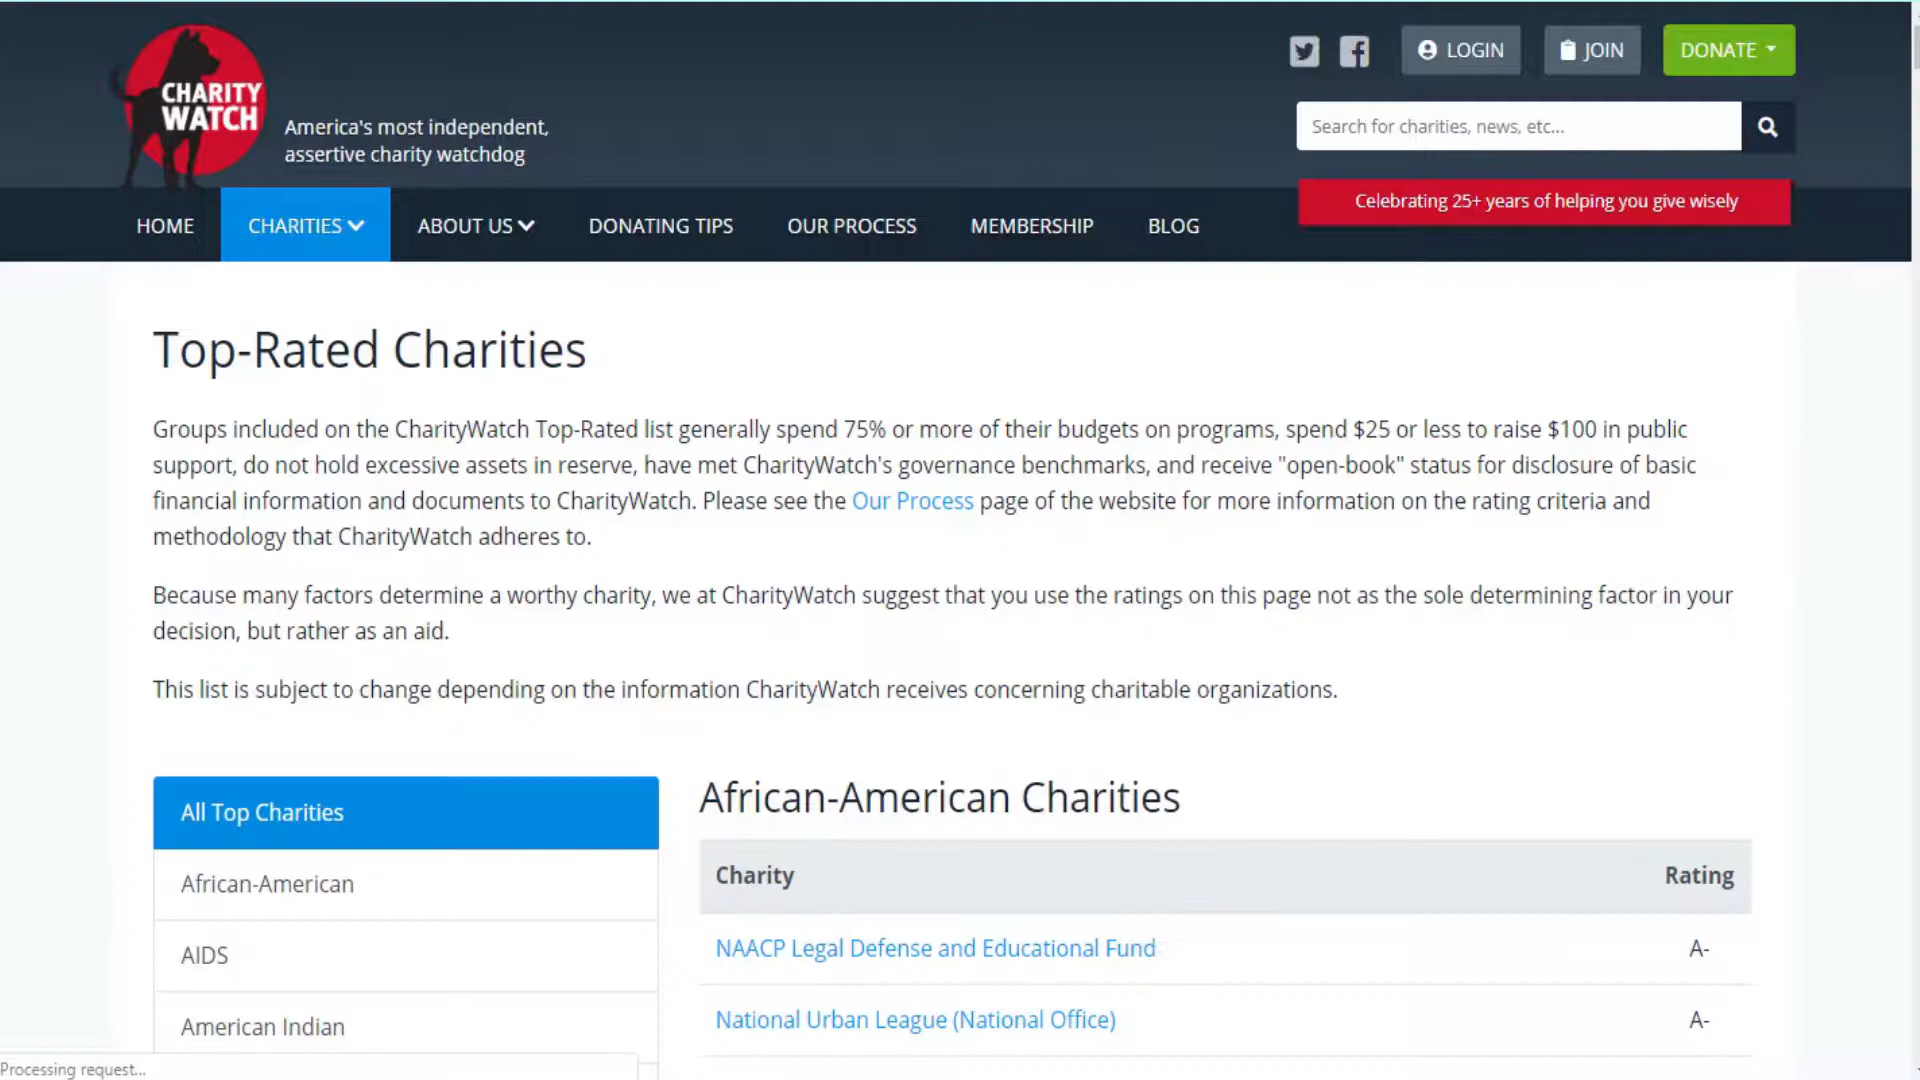 CHARITY
WATCH
America's most independent,
assertive charity watchdog
LOGIN
JOIN
DONATE
Search for charities, news, etc...
Celebrating 25+ years of helping you give wisely
HOME
CHARITIES
ABOUT US
DONATING TIPS
OUR PROCESS
MEMBERSHIP
BLOG
Top-Rated Charities
Groups included on the CharityWatch Top-Rated list generally spend 75% or more of their budgets on programs, spend $25 or less to raise $100 in public
support, do not hold excessive assets in reserve, have met CharityWatch's governance benchmarks, and receive "open-book" status for disclosure of basic
financial information and documents to CharityWatch. Please see the Our Process page of the website for more information on the rating criteria and
methodology that CharityWatch adheres to.
Because many factors determine a worthy charity, we at CharityWatch suggest that you use the ratings on this page not as the sole determining factor in your
decision, but rather as an aid.
This list is subject to change depending on the information CharityWatch receives concerning charitable organizations.
All Top Charities
African-American
AIDS
American Indian
African-American Charities
Charity Rating
NAACP Legal Defense and Educational Fund A-
National Urban League (National Office) A-
Processing request...